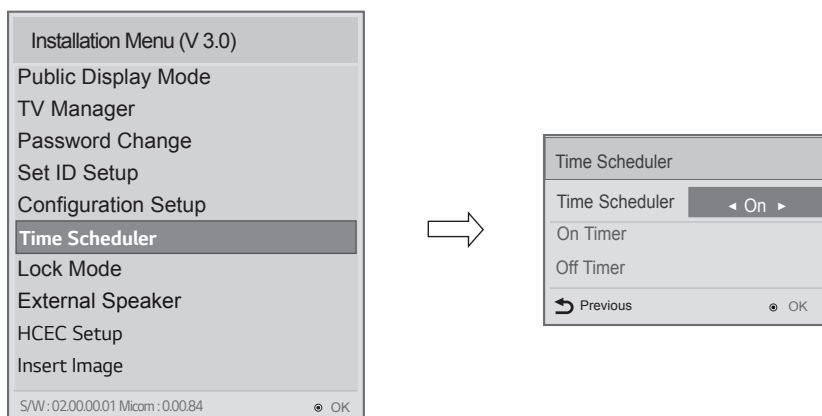 Installation Menu (V 3.0)
Public Display Mode
TV Manager
Password Change
Set ID Setup
Configuration Setup
Time Scheduler
Lock Mode
External Speaker
HCEC Setup
Insert Image
S/W : 02.00.00.01 Micom : 0.00.84 ◉ OK
Time Scheduler
Time Scheduler ◄ On ►
On Timer
Off Timer
Previous ◉ OK